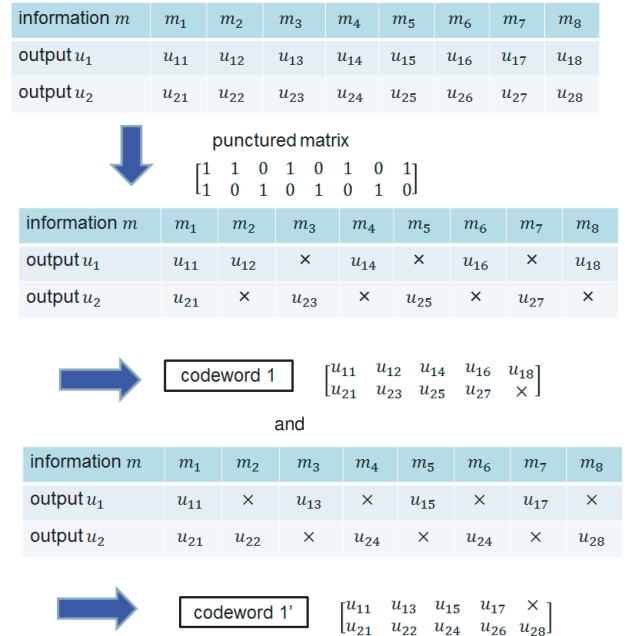 information m m₁ m₂ m₃ m₄ m₅ m₆ m₇ m₈
output u₁ u₁₁ u₁₂ u₁₃ u₁₄ u₁₅ u₁₆ u₁₇ u₁₈
output u₂ u₂₁ u₂₂ u₂₃ u₂₄ u₂₅ u₂₆ u₂₇ u₂₈
punctured matrix
[1 1 0 1 0 1 0 1
1 0 1 0 1 0 1 0]
information m m₁ m₂ m₃ m₄ m₅ m₆ m₇ m₈
output u₁ u₁₁ u₁₂ × u₁₄ × u₁₆ × u₁₈
output u₂ u₂₁ × u₂₃ × u₂₅ × u₂₇ ×
codeword 1
[u₁₁ u₁₂ u₁₄ u₁₆ u₁₈
u₂₁ u₂₃ u₂₅ u₂₇ ×]
and
information m m₁ m₂ m₃ m₄ m₅ m₆ m₇ m₈
output u₁ u₁₁ × u₁₃ × u₁₅ × u₁₇ ×
output u₂ u₂₁ u₂₂ × u₂₄ × u₂₄ × u₂₈
codeword 1'
[u₁₁ u₁₃ u₁₅ u₁₇ ×
u₂₁ u₂₂ u₂₄ u₂₆ u₂₈]